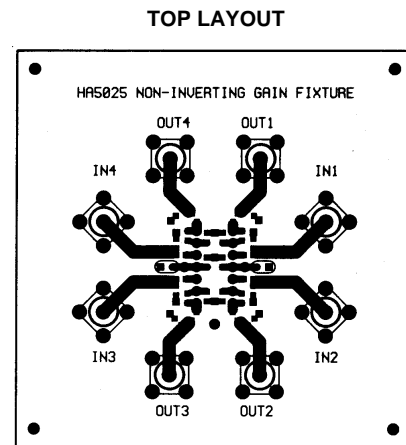 TOP LAYOUT
HA5025 NON-INVERTING GAIN FIXTURE
OUT4 OUT1
IN4 IN1
IN3 IN2
OUT3 OUT2